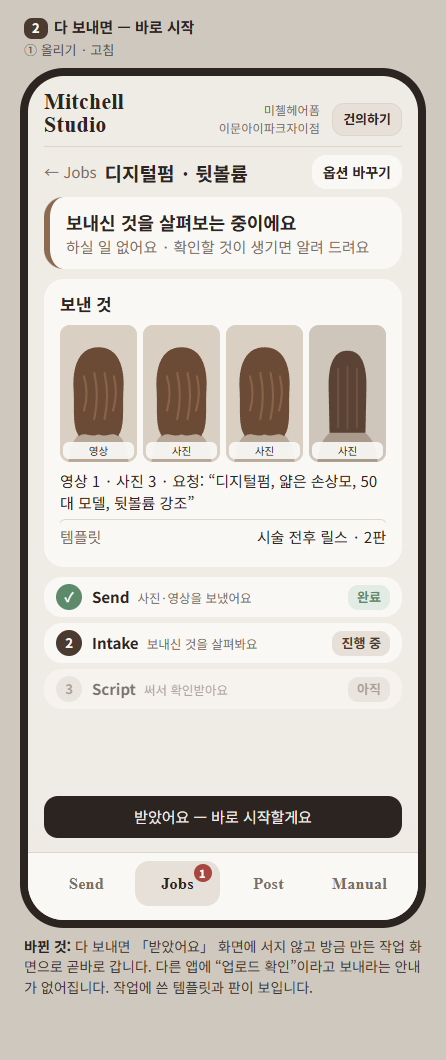 2 다 보내면 — 바로 시작
① 올리기 · 고침
Mitchell
Studio
미첼헤어폼
이문아이파크자이점
건의하기
← Jobs 디지털펌 · 뒷볼륨
옵션 바꾸기
보내신 것을 살펴보는 중이에요
하실 일 없어요 · 확인할 것이 생기면 알려 드려요
보낸 것
영상 사진 사진 사진
영상 1 · 사진 3 · 요청: “디지털펌, 얇은 손상모, 50
대 모델, 뒷볼륨 강조”
템플릿 시술 전후 릴스 · 2판
✓ Send 사진·영상을 보냈어요 완료
2 Intake 보내신 것을 살펴봐요 진행 중
3 Script 써서 확인받아요 아직
받았어요 — 바로 시작할게요
Send Jobs 1 Post Manual
바뀐 것: 다 보내면 「받았어요」 화면에 서지 않고 방금 만든 작업 화
면으로 곧바로 갑니다. 다른 앱에 “업로드 확인”이라고 보내라는 안내
가 없어집니다. 작업에 쓴 템플릿과 판이 보입니다.